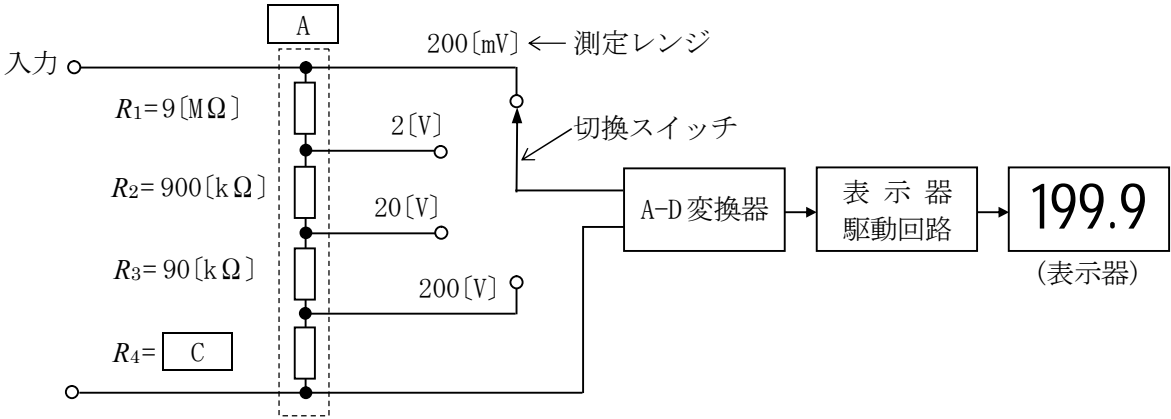 A
200〔mV〕
測定レンジ
入力
R1=9〔MΩ〕
切換スイッチ
2〔V〕
R2=900〔kΩ〕
20〔V〕
A-D変換器
表示器
駆動回路
199.9
(表示器)
R3=90〔kΩ〕
200〔V〕
R4= C